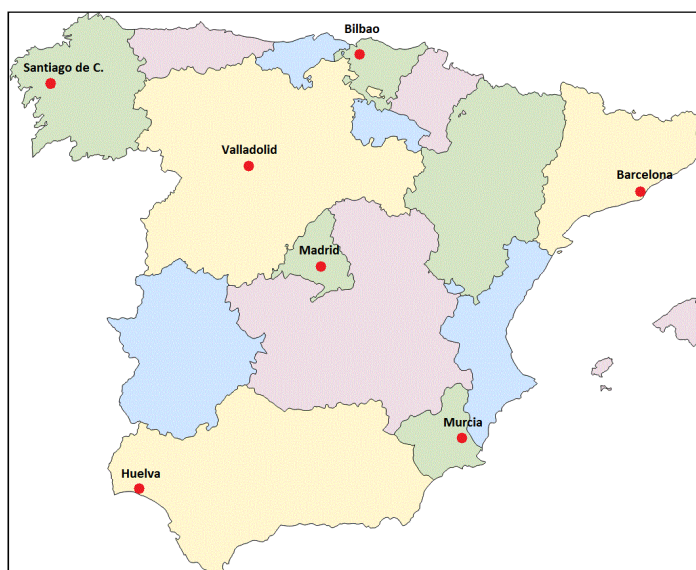 Bilbao
Santiago de C.
Valladolid
Barcelona
Madrid
Murcia
Huelva